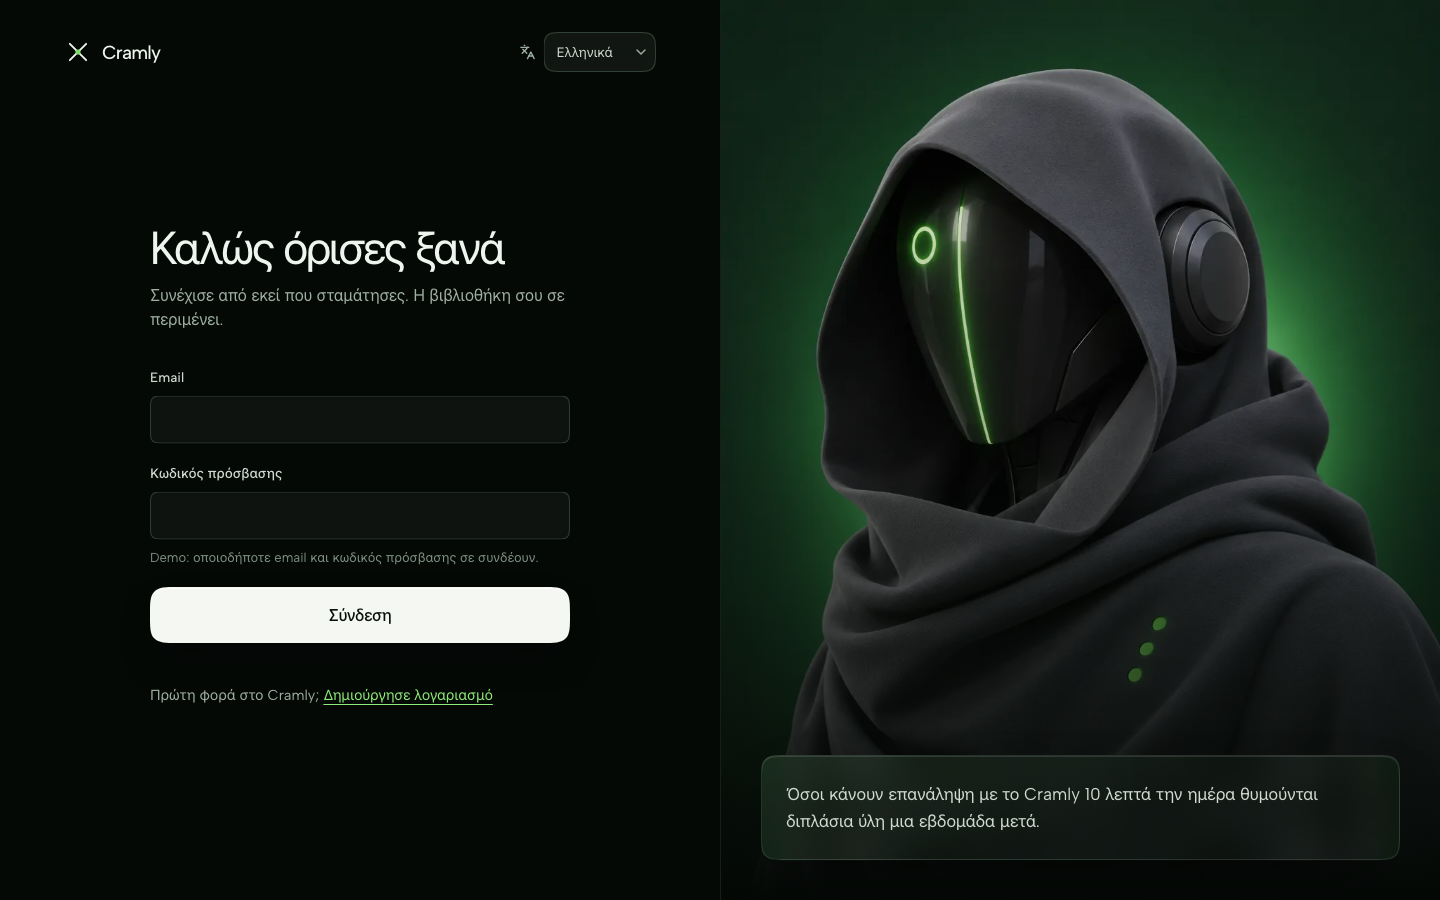 Cramly
Ελληνικά
Καλώς όρισες ξανά
Συνέχισε από εκεί που σταμάτησες. Η βιβλιοθήκη σου σε
περιμένει.
Email
Κωδικός πρόσβασης
Demo: οποιοδήποτε email και κωδικός πρόσβασης σε συνδέουν.
Σύνδεση
Πρώτη φορά στο Cramly; Δημιούργησε λογαριασμό
Όσοι κάνουν επανάληψη με το Cramly 10 λεπτά την ημέρα θυμούνται
διπλάσια ύλη μια εβδομάδα μετά.